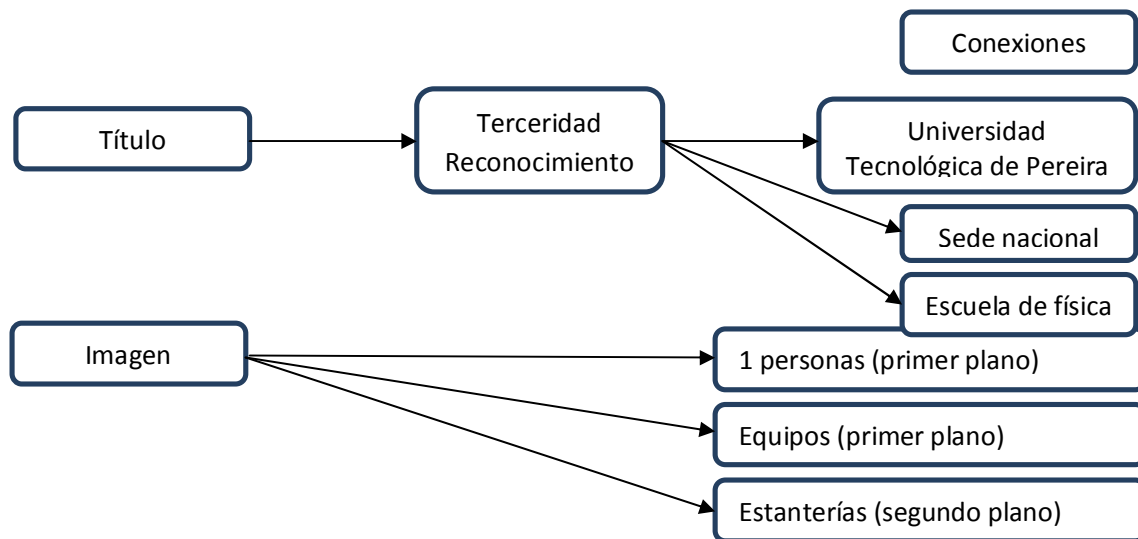 Conexiones
Título
Terceridad
Reconocimiento
Universidad
Tecnológica de Pereira
Sede nacional
Escuela de física
Imagen
1 personas (primer plano)
Equipos (primer plano)
Estanterías (segundo plano)